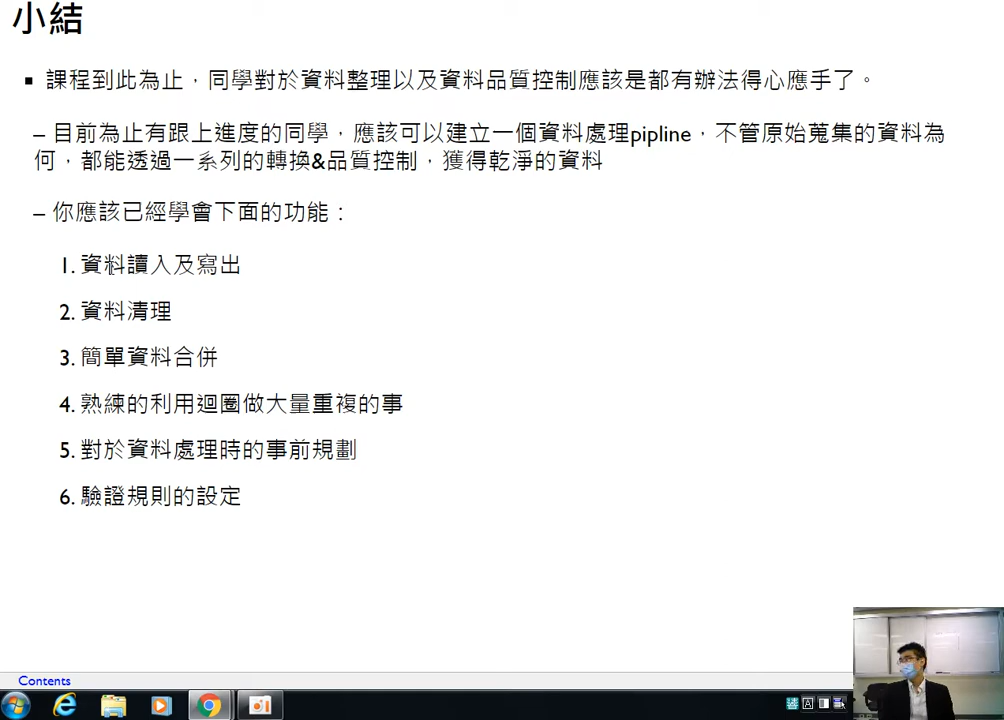 小結
▪ 課程到此為止，同學對於資料整理以及資料品質控制應該是都有辦法得心應手了。
– 目前為止有跟上進度的同學，應該可以建立一個資料處理pipline，不管原始蒐集的資料為
何，都能透過一系列的轉換&品質控制，獲得乾淨的資料
– 你應該已經學會下面的功能：
1. 資料讀入及寫出
2. 資料清理
3. 簡單資料合併
4. 熟練的利用迴圈做大量重複的事
5. 對於資料處理時的事前規劃
6. 驗證規則的設定
Contents